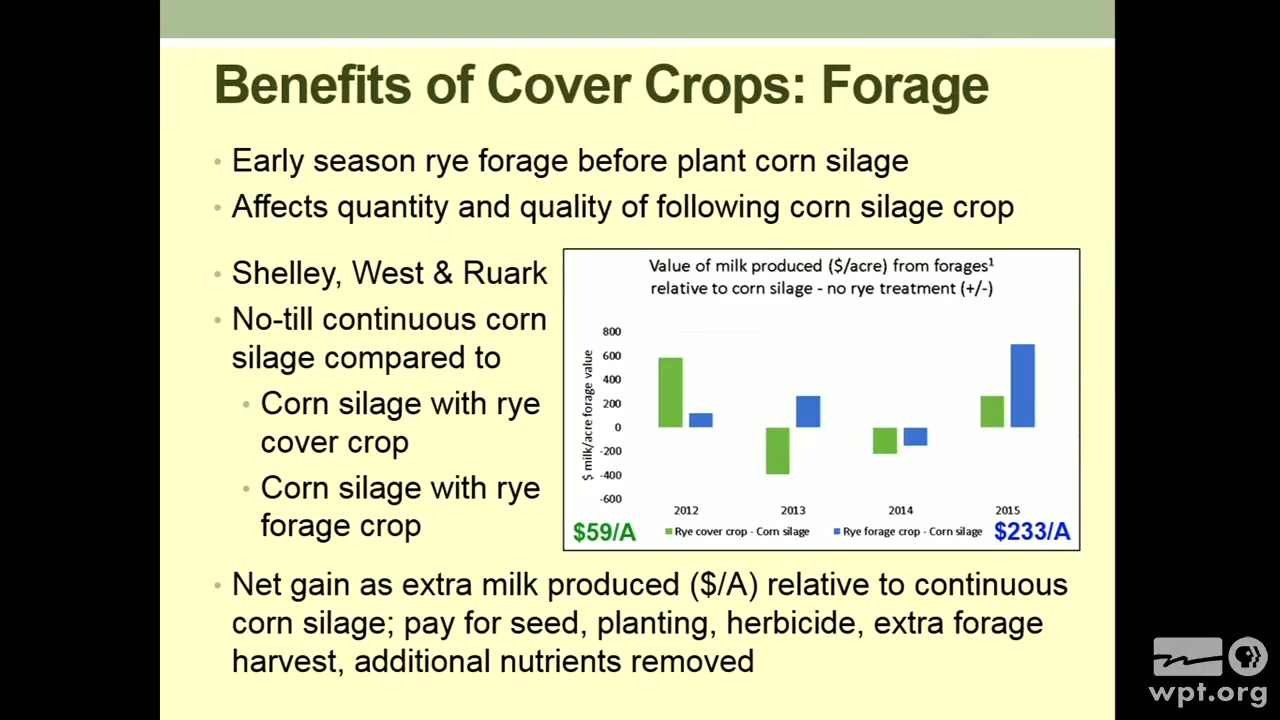 Benefits of Cover Crops: Forage
• Early season rye forage before plant corn silage
• Affects quantity and quality of following corn silage crop
• Shelley, West & Ruark
• No-till continuous corn
silage compared to
• Corn silage with rye
cover crop
• Corn silage with rye
forage crop
Value of milk produced ($/acre) from forages¹
relative to corn silage - no rye treatment (+/-)
$ milk/acre forage value
800
600
400
200
0
-200
-400
-600
2012 2013 2014 2015
$59/A Rye cover crop - Corn silage Rye forage crop - Corn silage $233/A
• Net gain as extra milk produced ($/A) relative to continuous
corn silage; pay for seed, planting, herbicide, extra forage
harvest, additional nutrients removed
PBS
wpt.org